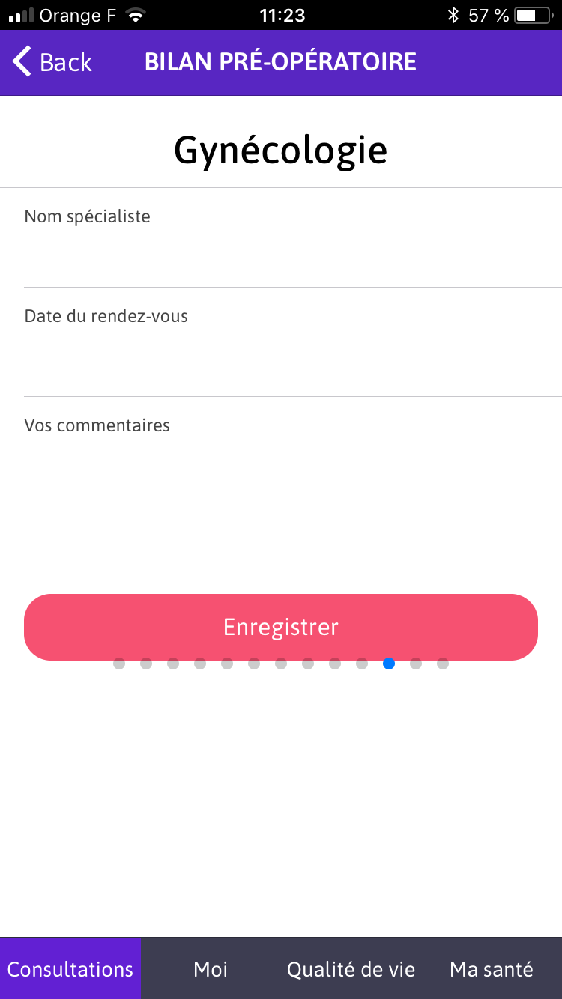 Orange F 11:23 57 %
Back BILAN PRÉ-OPÉRATOIRE
Gynécologie
Nom spécialiste
Date du rendez-vous
Vos commentaires
Enregistrer
Consultations Moi Qualité de vie Ma santé